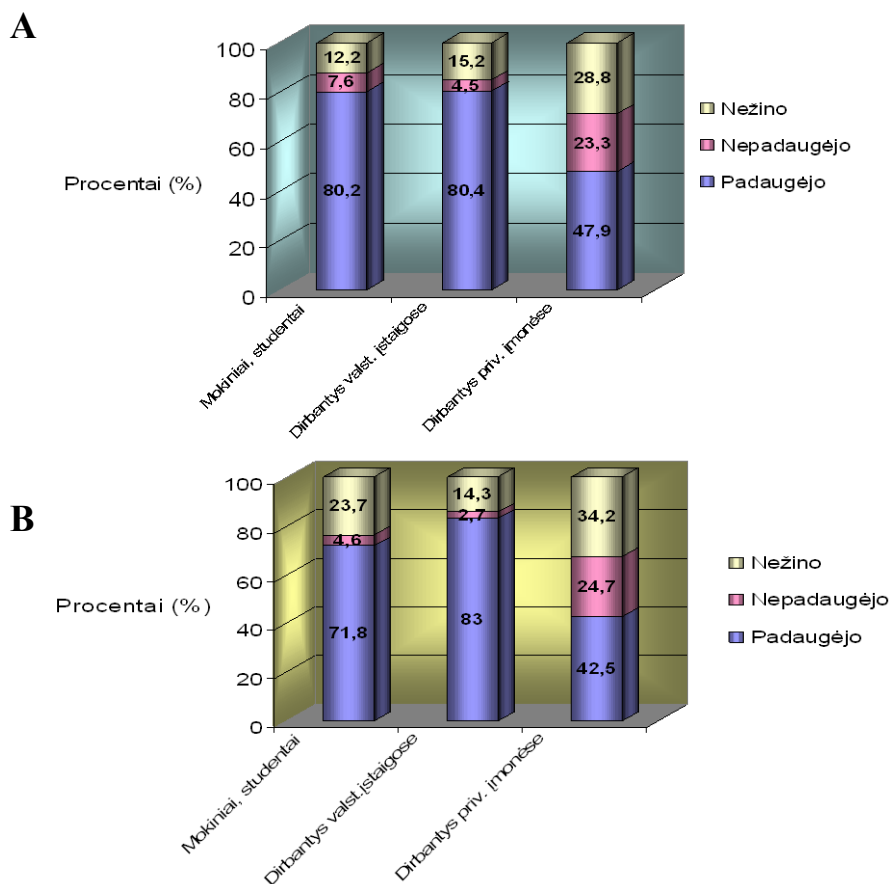 A
100
80
60
40
20
0
Procentai (%)
12,2
7,6
80,2
15,2
4,5
80,4
28,8
23,3
47,9
Nežino
Nepadaugėjo
Padaugėjo
Mokiniai, studentai
Dirbantys valst. įstaigose
Dirbantys priv. įmonėse
B
100
80
60
40
20
0
Procentai (%)
23,7
4,6
71,8
14,3
2,7
83
34,2
24,7
42,5
Nežino
Nepadaugėjo
Padaugėjo
Mokiniai, studentai
Dirbantys valst.įstaigose
Dirbantys priv. įmonėse